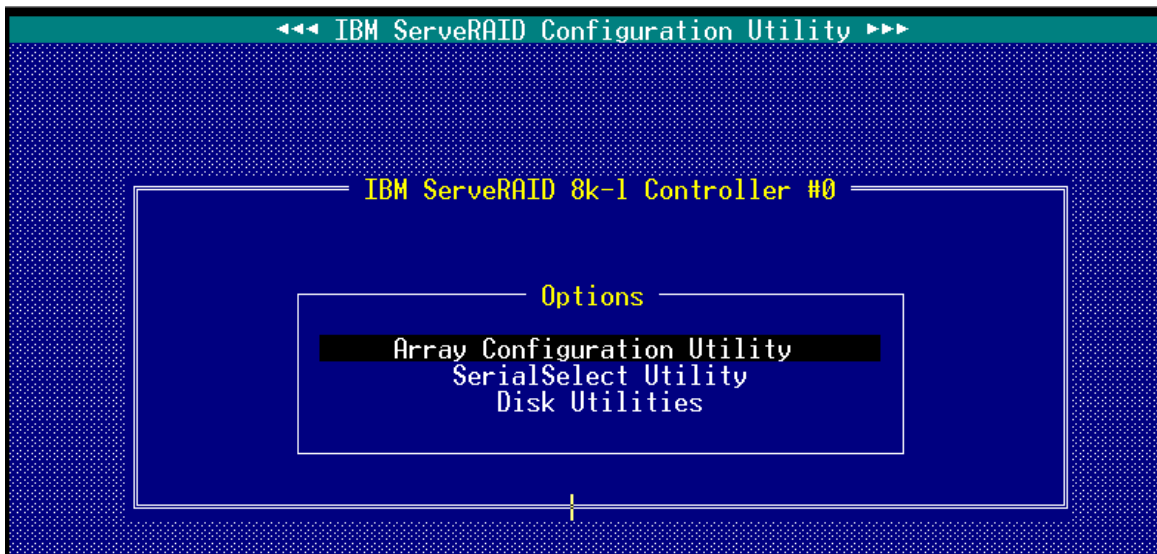 ◄◄◄ IBM ServeRAID Configuration Utility ►►►
IBM ServeRAID 8k-l Controller #0
Options
Array Configuration Utility
SerialSelect Utility
Disk Utilities